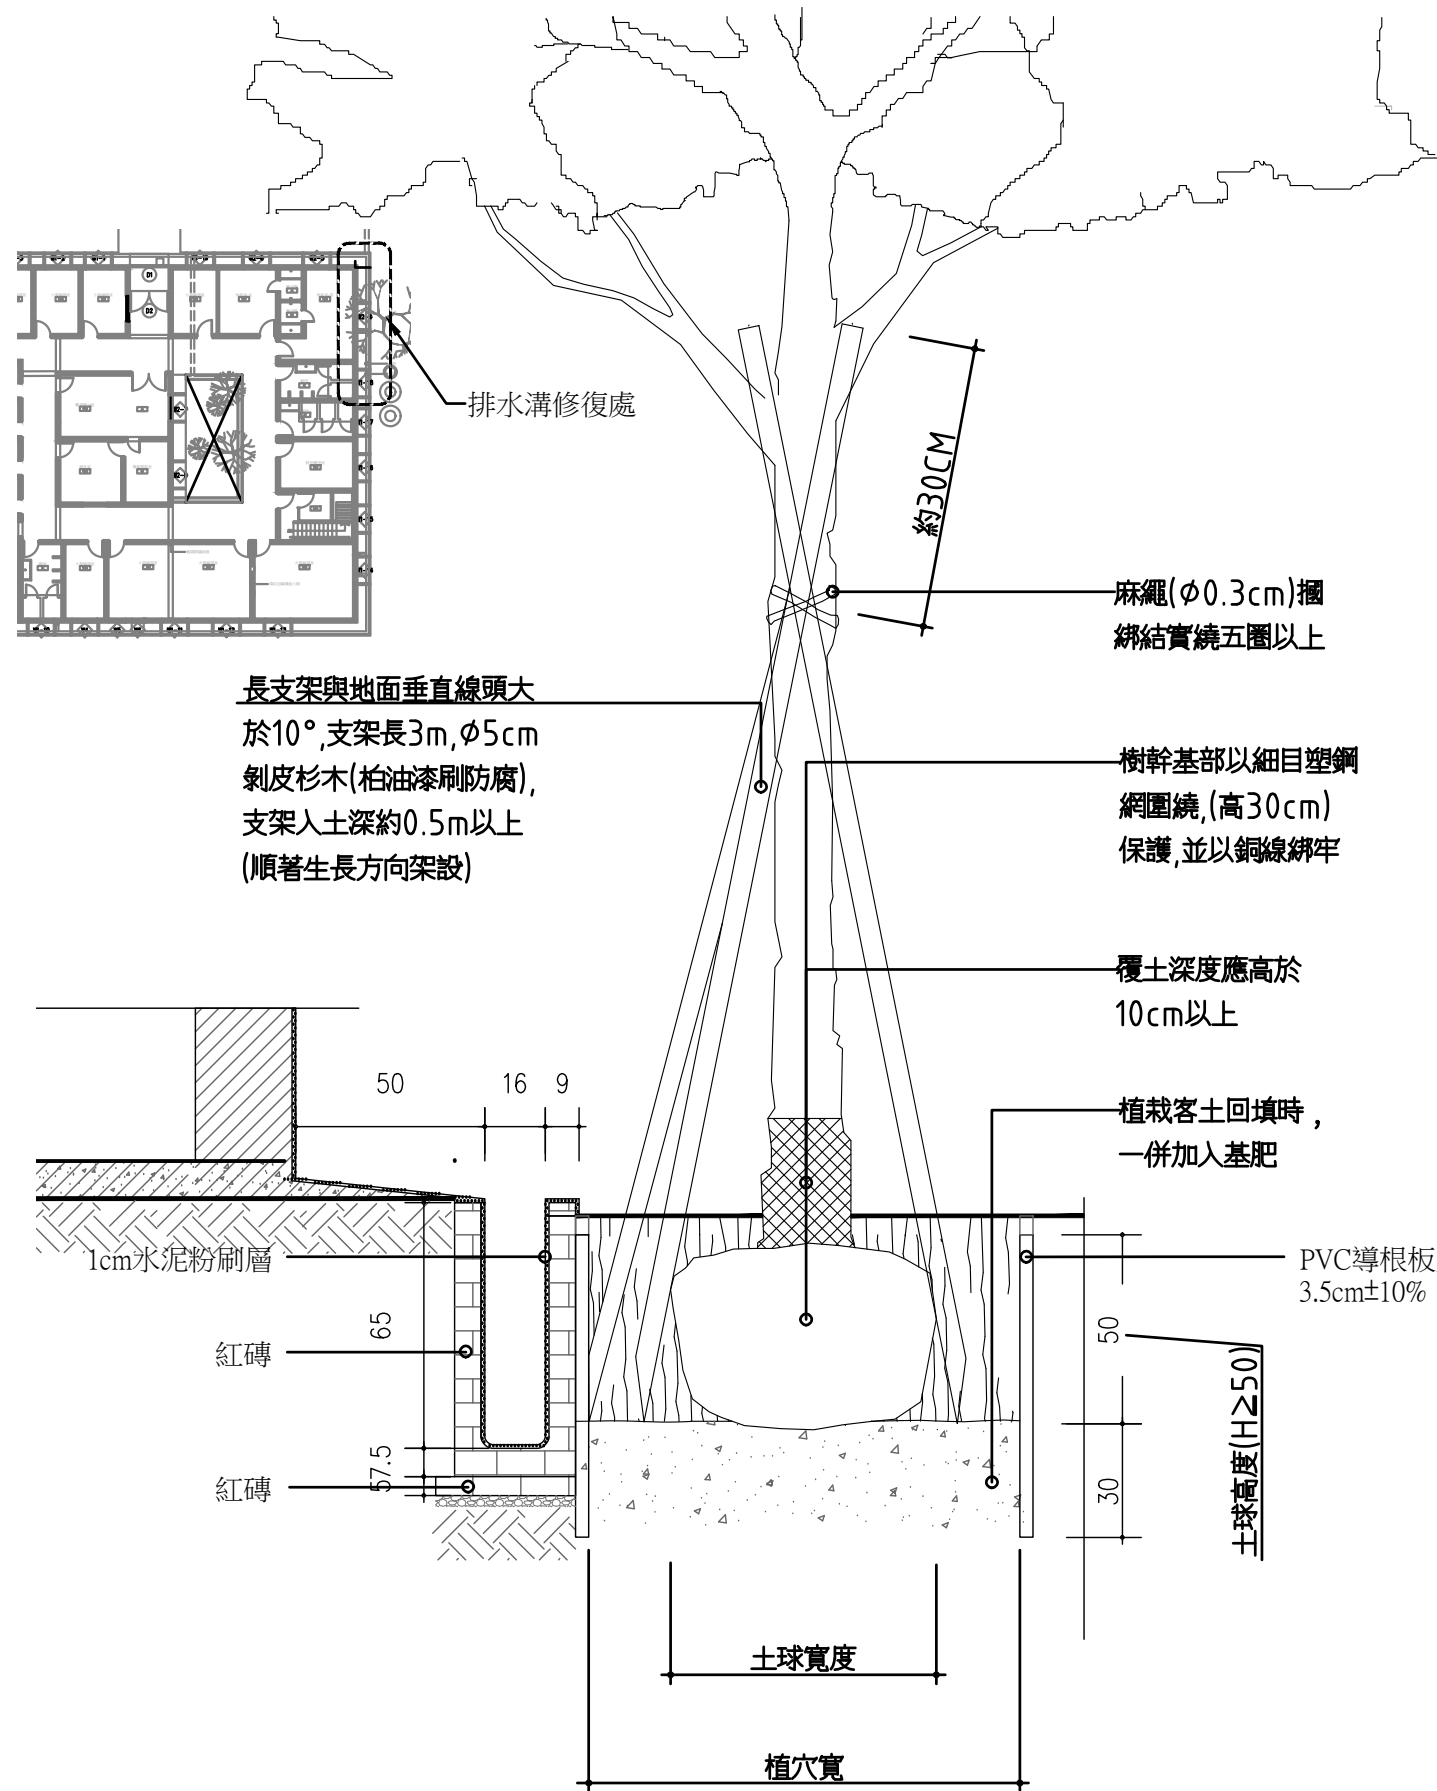 D1
D2
排水溝修復處
約30CM
麻繩(φ0.3cm)摑
綁結實繞五圈以上
長支架與地面垂直線頭大
於10°,支架長3m,φ5cm
剝皮杉木(柏油漆刷防腐),
支架入土深約0.5m以上
(順著生長方向架設)
樹幹基部以細目塑鋼
網圍繞,(高30cm)
保護,並以銅線綁牢
覆土深度應高於
10cm以上
50
16
9
植栽客土回填時,
一併加入基肥
1cm水泥粉刷層
PVC導根板
3.5cm±10%
65
紅磚
50
土球高度(H≥50)
57.5
紅磚
30
土球寬度
植穴寬